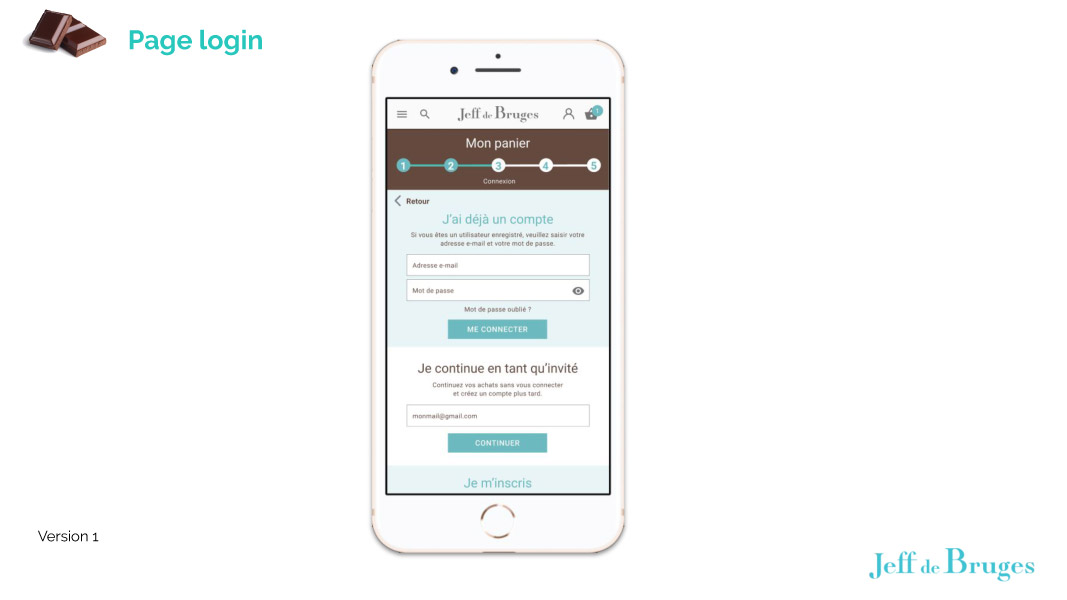 Page login
Jeff de Bruges
1
Mon panier
1 2 3 4 5
Connexion
Retour
J'ai déjà un compte
Si vous êtes un utilisateur enregistré, veuillez saisir votre
adresse e-mail et votre mot de passe.
Adresse e-mail
Mot de passe
Mot de passe oublié ?
ME CONNECTER
Je continue en tant qu'invité
Continuez vos achats sans vous connecter
et créez un compte plus tard.
monmail@gmail.com
CONTINUER
Je m'inscris
Version 1
Jeff de Bruges